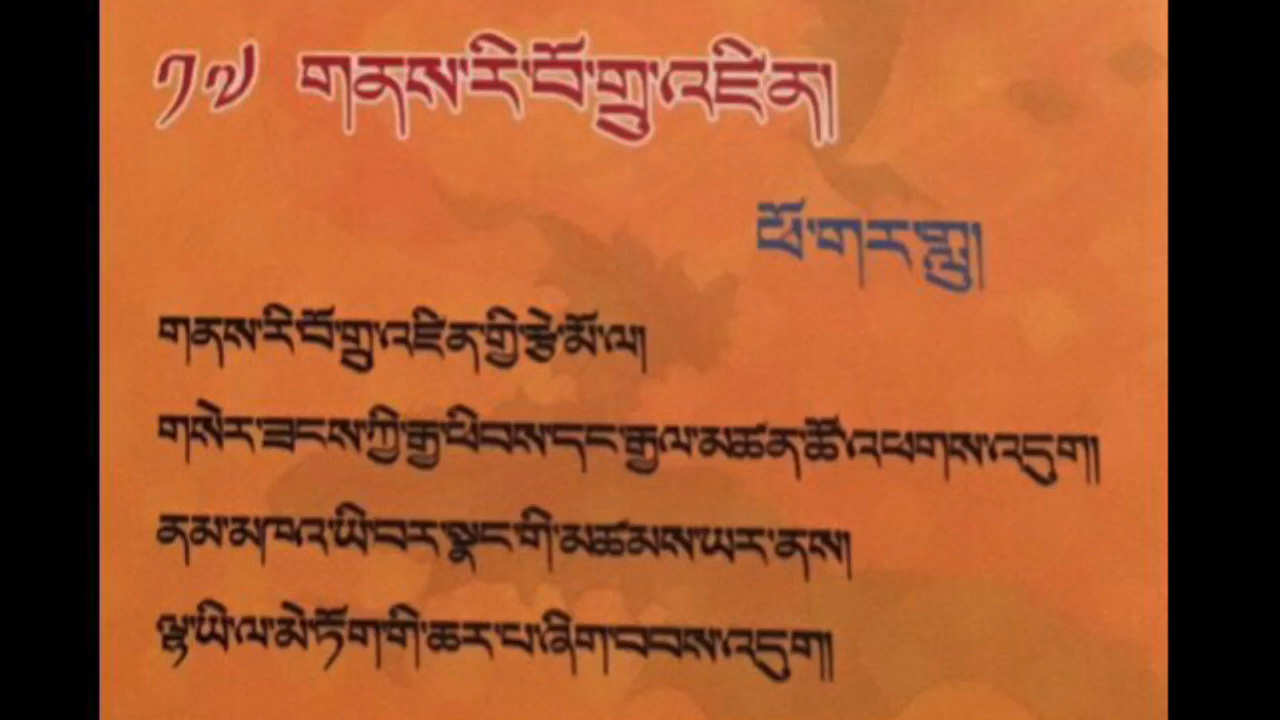 ༡༧ གནས་རི་བོ་གྲུ་འཛིན།
ཕོ་གར་གླུ།
གནས་རི་བོ་གྲུ་འཛིན་གྱི་རྩེ་མོ་ལ།
གསེར་ཟངས་ཀྱི་རྒྱ་ཕིབས་དང་རྒྱལ་མཚན་ཚོ་འཕགས་འདུག།
ནམ་མཁའ་ཡི་བར་སྣང་གི་མཚམས་ཡར་ནས།
ལྷ་ཡི་ལ་མེ་ཏོག་གི་ཆར་པ་ཞིག་བབས་འདུག།